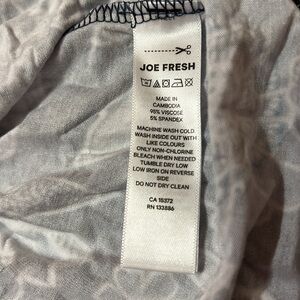 JOE FRESH
MADE IN
CAMBODIA
95% VISCOSE
5% SPANDEX
MACHINE WASH COLD
WASH INSIDE OUT WITH
LIKE COLOURS
ONLY NON-CHLORINE
BLEACH WHEN NEEDED
TUMBLE DRY LOW
LOW IRON ON REVERSE
SIDE
DO NOT DRY CLEAN
CA 15372
RN 133886